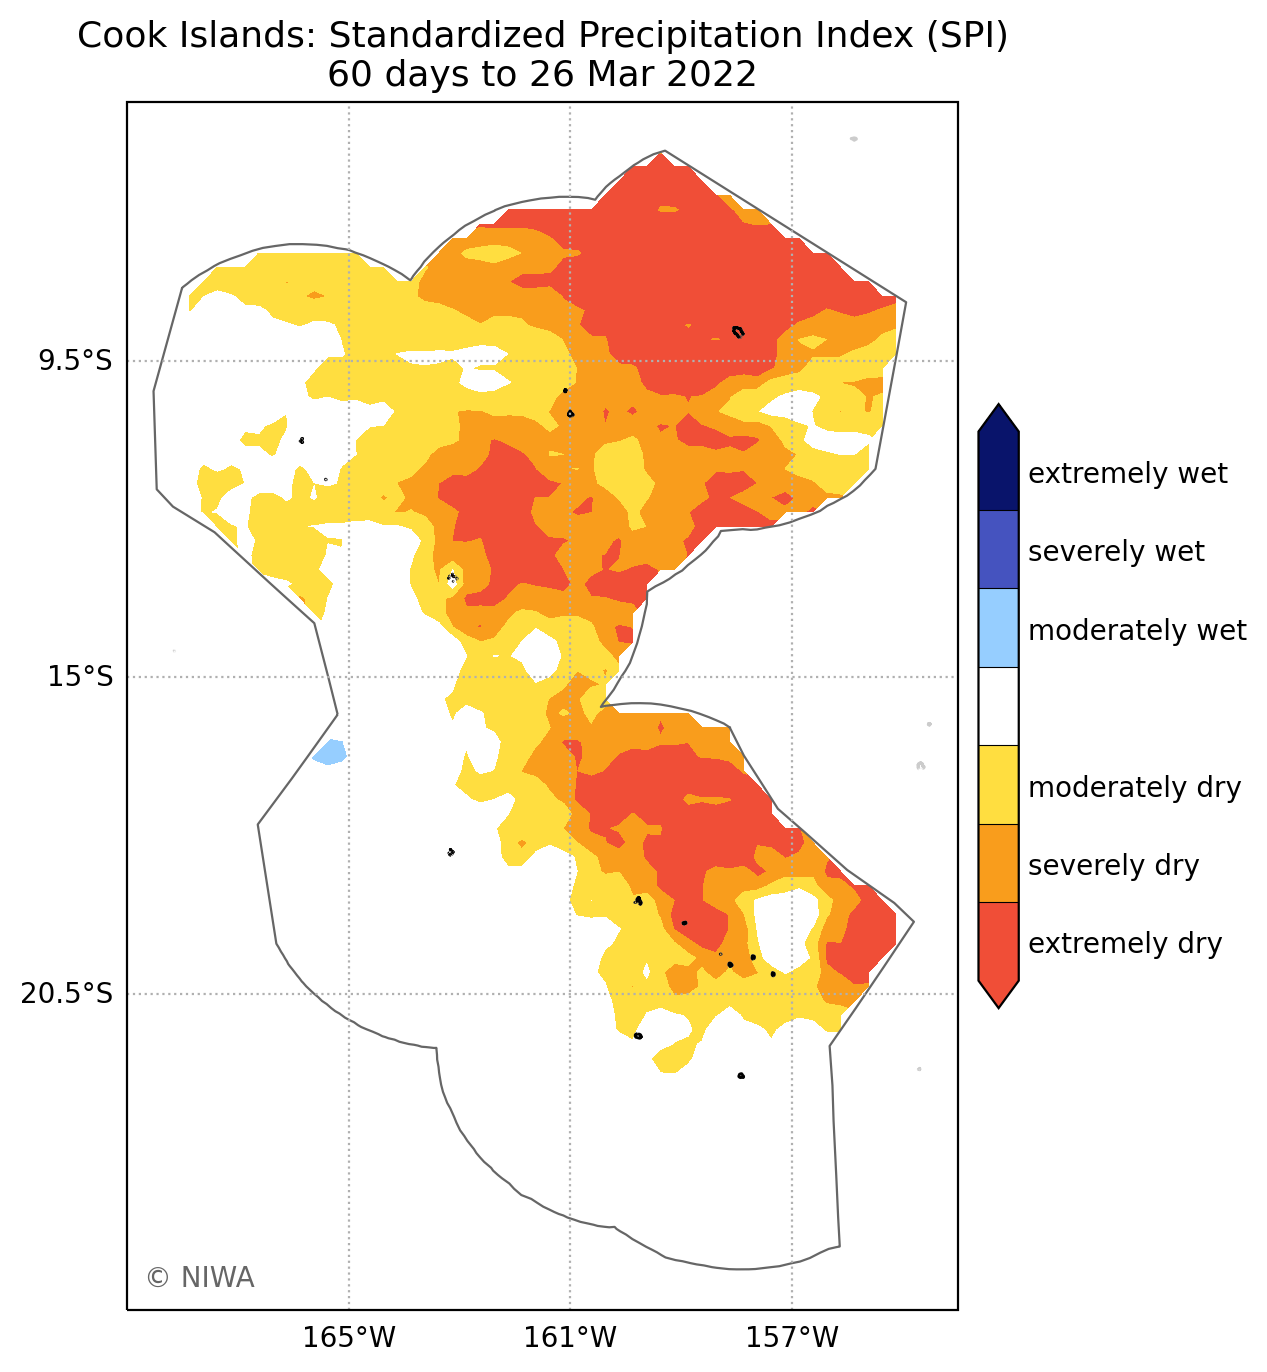 Cook Islands: Standardized Precipitation Index (SPI)
60 days to 26 Mar 2022
9.5°S
15°S
20.5°S
165°W
161°W
157°W
extremely wet
severely wet
moderately wet
moderately dry
severely dry
extremely dry
© NIWA